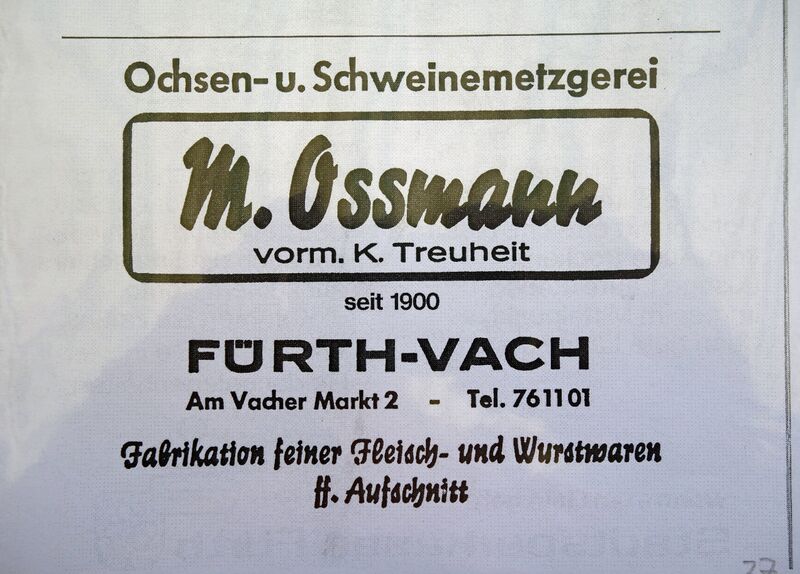 Ochsen- u. Schweinemetzgerei
M. Ossmann
vorm. K. Treuheit
seit 1900
FÜRTH-VACH
Am Vacher Markt 2 - Tel. 761101
Fabrikation feiner Fleisch- und Wurstwaren
ff. Aufschnitt
27